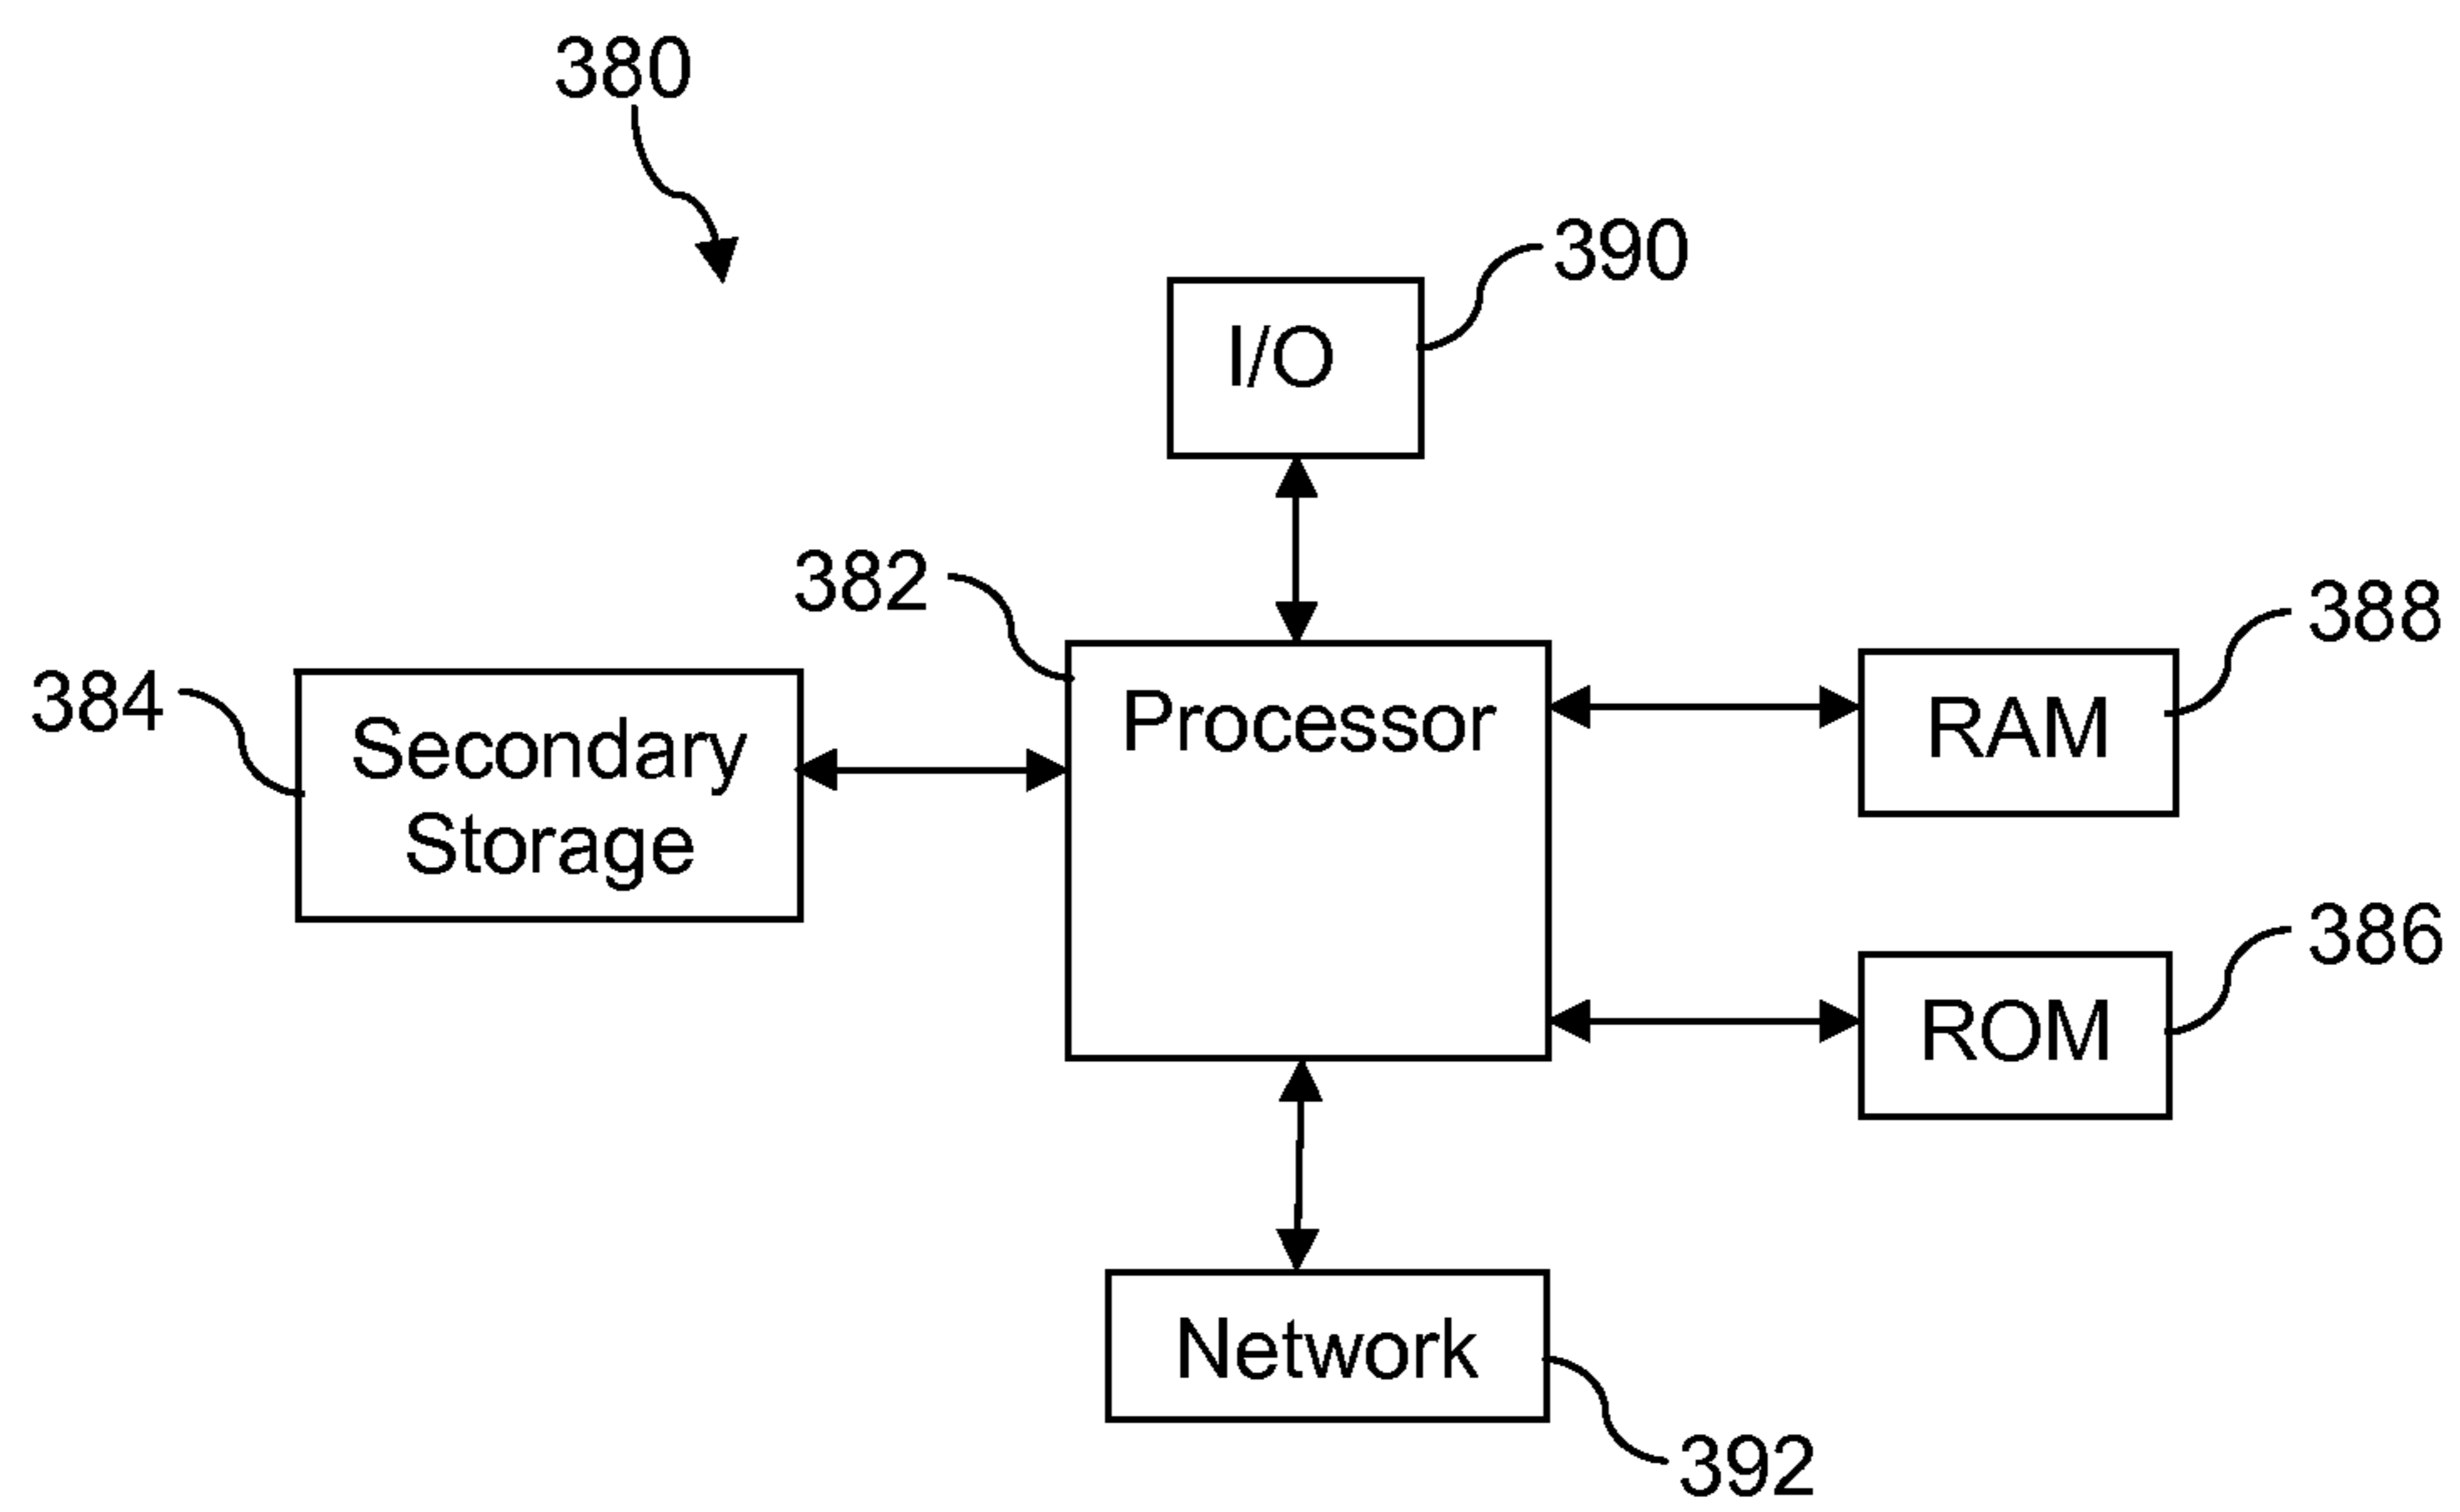 380
390
I/O
382
388
384
Processor
RAM
Secondary
Storage
386
ROM
Network
392